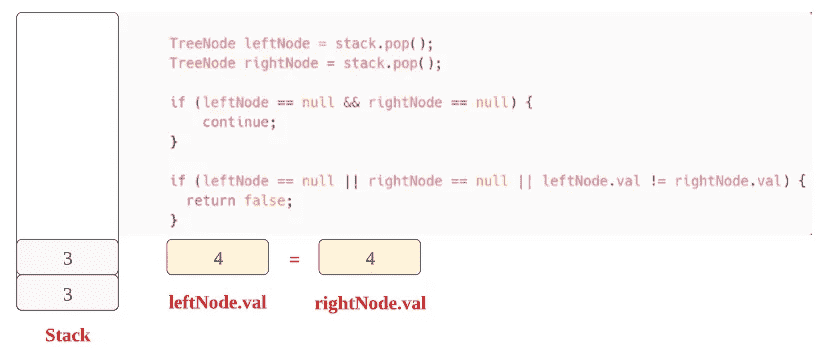 TreeNode leftNode = stack.pop();
TreeNode rightNode = stack.pop();
if (leftNode == null && rightNode == null) {
continue;
}
if (leftNode == null || rightNode == null || leftNode.val != rightNode.val) {
return false;
}
3
4 = 4
3
leftNode.val rightNode.val
Stack